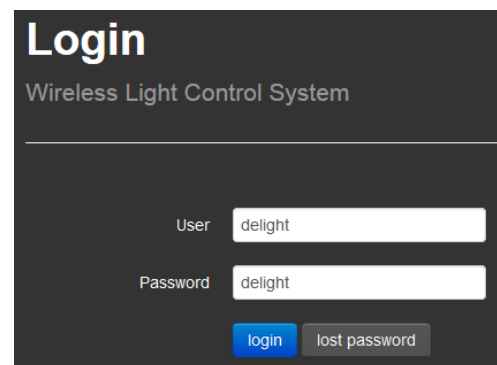 Login
Wireless Light Control System
User delight
Password delight
login lost password